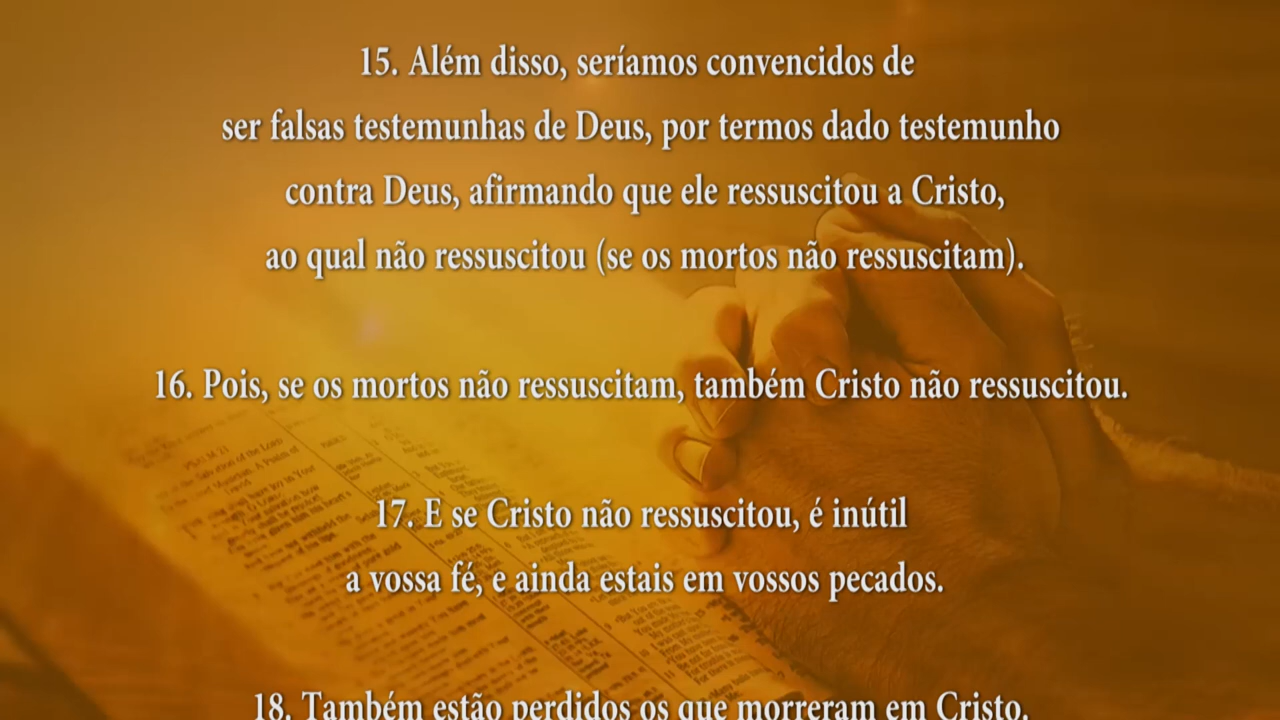 15. Além disso, seríamos convencidos de
ser falsas testemunhas de Deus, por termos dado testemunho
contra Deus, afirmando que ele ressuscitou a Cristo,
ao qual não ressuscitou (se os mortos não ressuscitam).
16. Pois, se os mortos não ressuscitam, também Cristo não ressuscitou.
17. E se Cristo não ressuscitou, é inútil
a vossa fé, e ainda estais em vossos pecados.
18. Também estão perdidos os que morreram em Cristo.